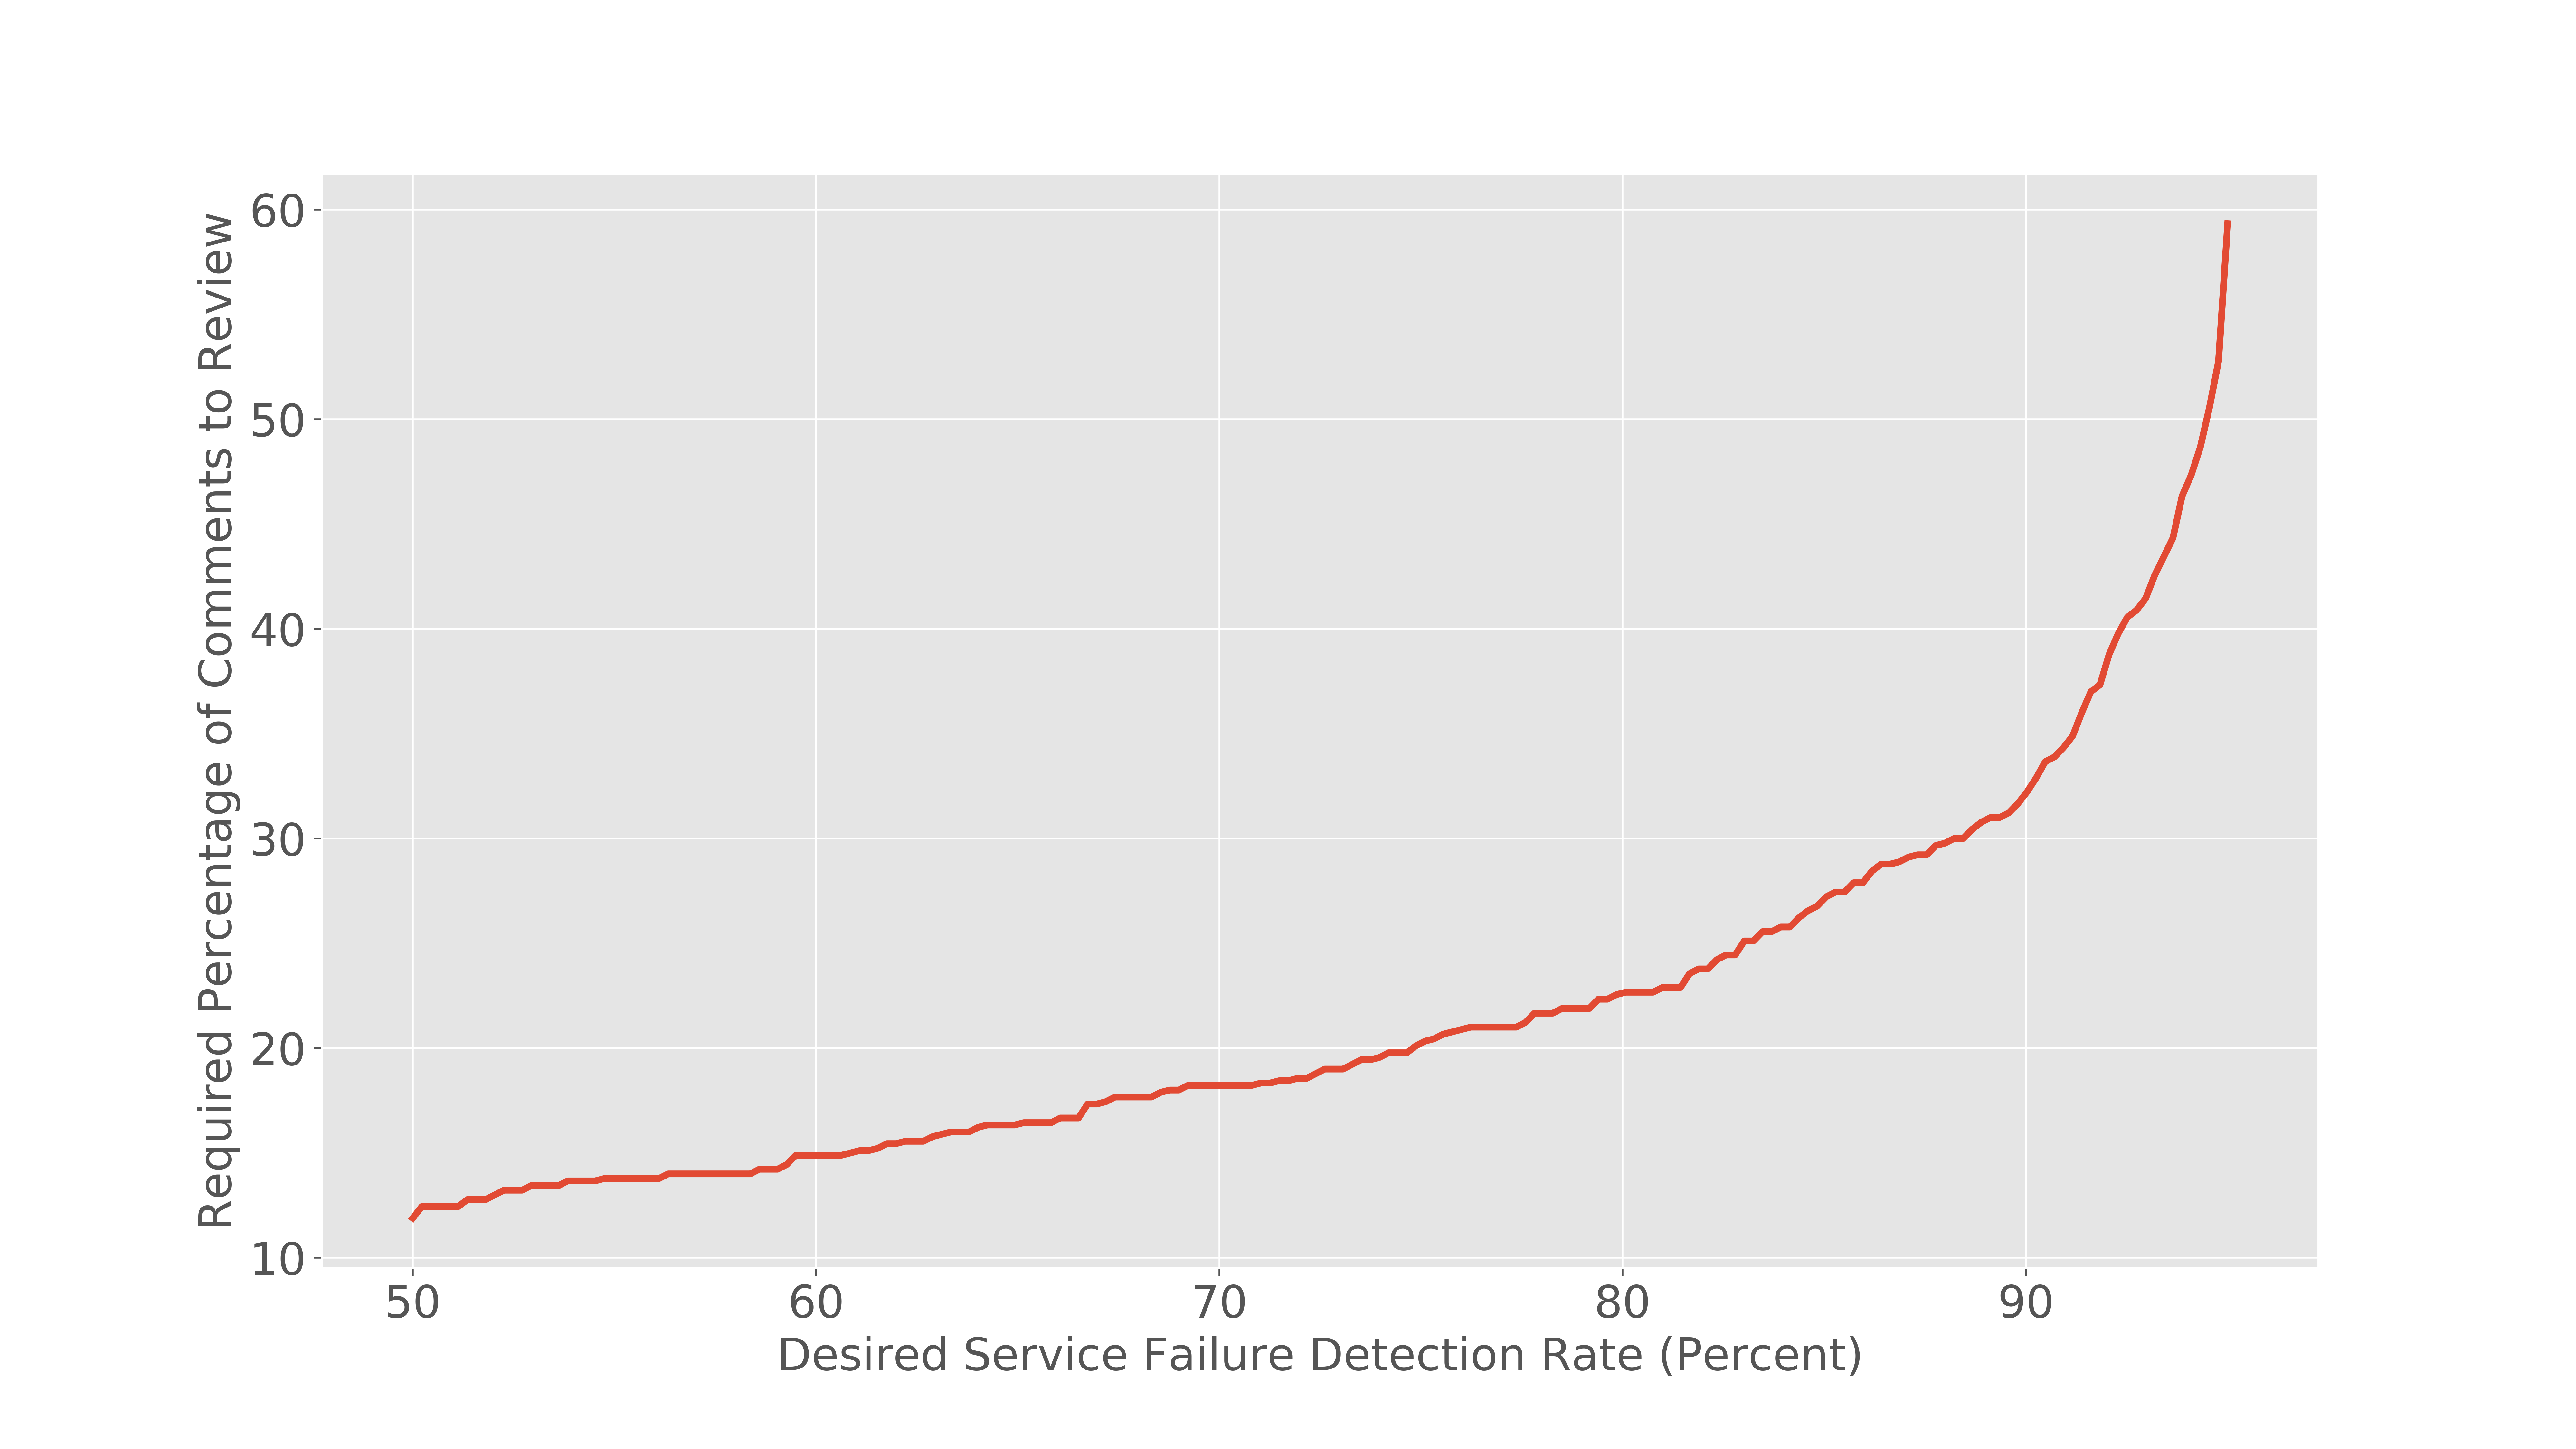 Required Percentage of Comments to Review
60
50
40
30
20
10
50 60 70 80 90
Desired Service Failure Detection Rate (Percent)